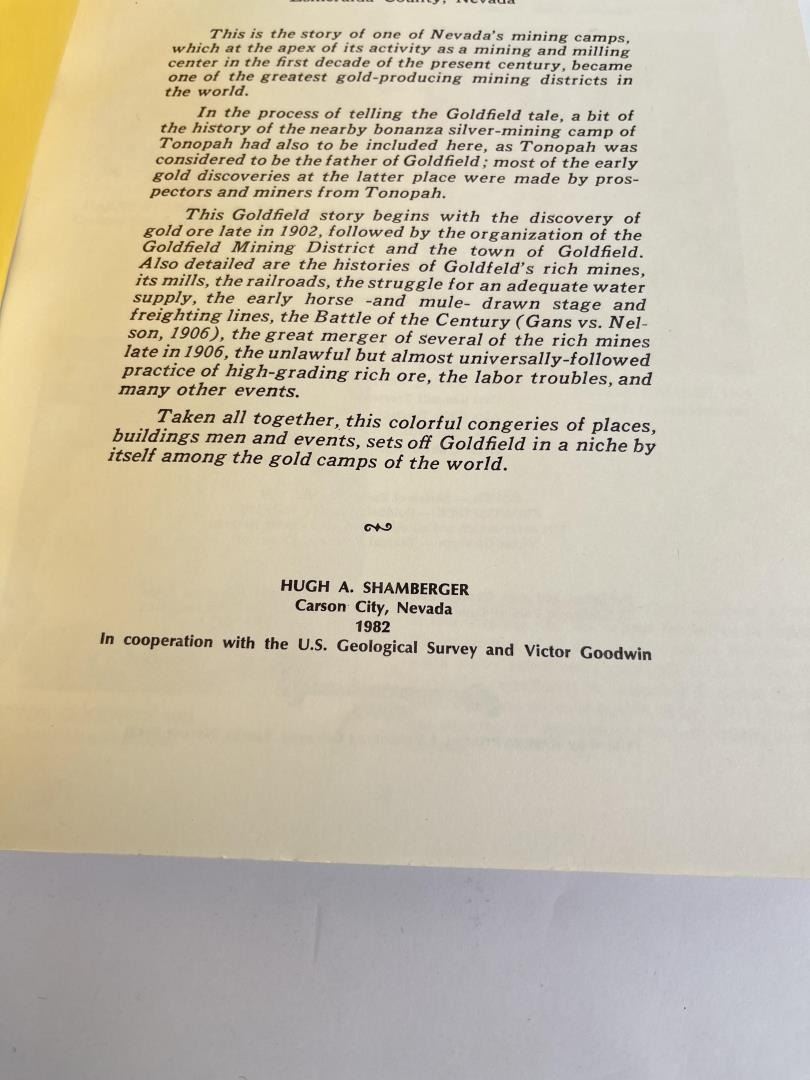 Esmeralda County, Nevada
This is the story of one of Nevada's mining camps,
which at the apex of its activity as a mining and milling
center in the first decade of the present century, became
one of the greatest gold-producing mining districts in
the world.
In the process of telling the Goldfield tale, a bit of
the history of the nearby bonanza silver-mining camp of
Tonopah had also to be included here, as Tonopah was
considered to be the father of Goldfield; most of the early
gold discoveries at the latter place were made by pros-
pectors and miners from Tonopah.
This Goldfield story begins with the discovery of
gold ore late in 1902, followed by the organization of the
Goldfield Mining District and the town of Goldfield.
Also detailed are the histories of Goldfeld's rich mines,
its mills, the railroads, the struggle for an adequate water
supply, the early horse -and mule- drawn stage and
freighting lines, the Battle of the Century (Gans vs. Nel-
son, 1906), the great merger of several of the rich mines
late in 1906, the unlawful but almost universally-followed
practice of high-grading rich ore, the labor troubles, and
many other events.
Taken all together, this colorful congeries of places,
buildings men and events, sets off Goldfield in a niche by
itself among the gold camps of the world.
HUGH A. SHAMBERGER
Carson City, Nevada
1982
In cooperation with the U.S. Geological Survey and Victor Goodwin